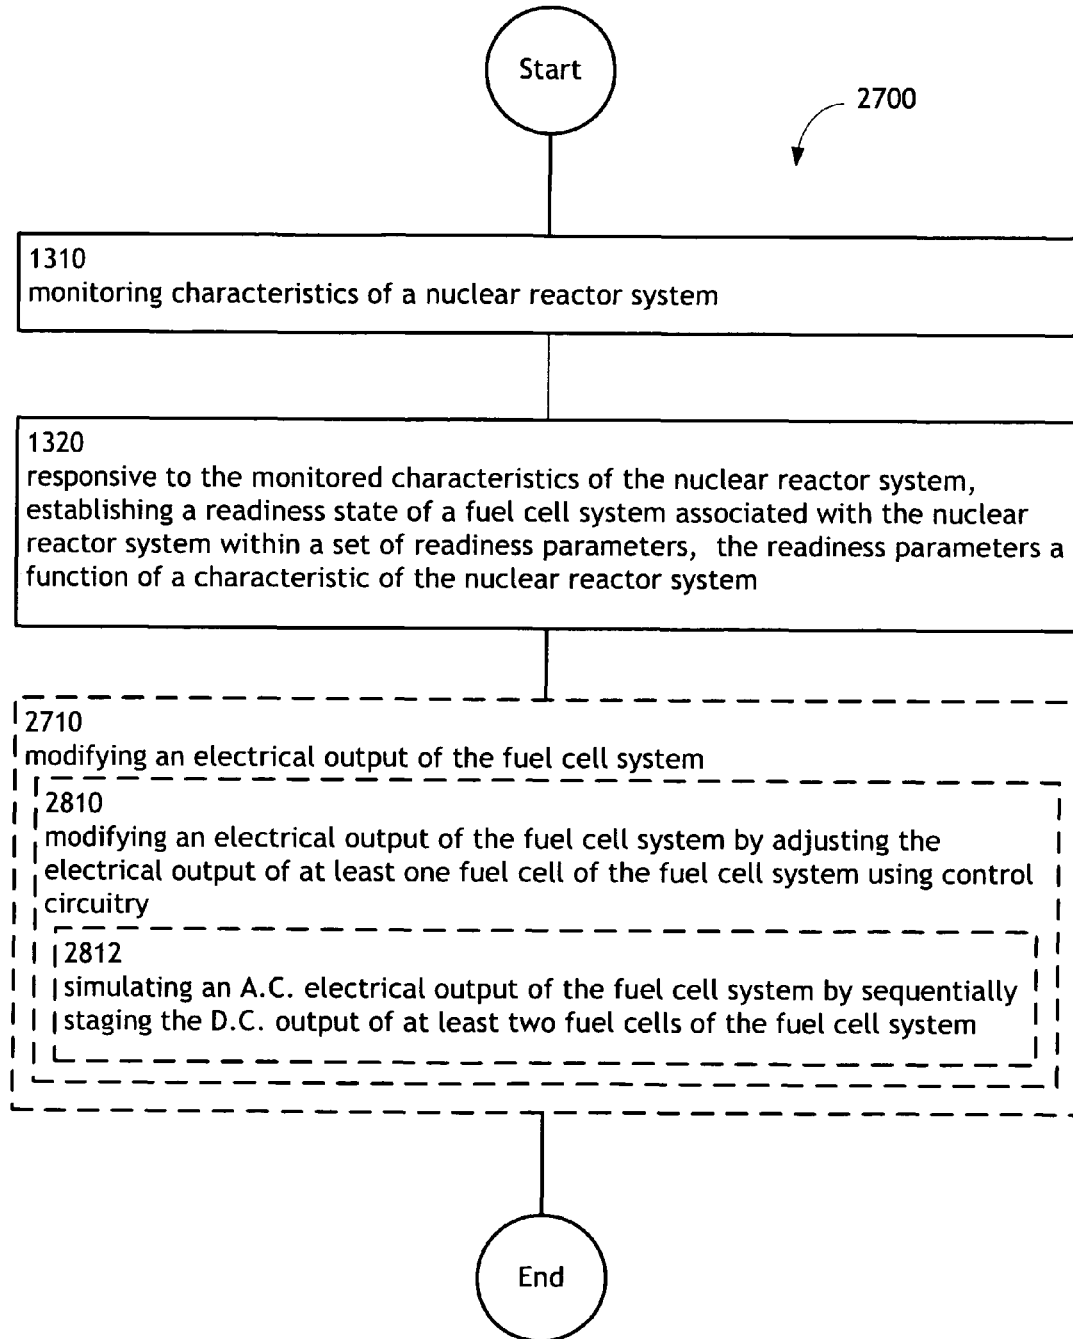 Start
2700
1310
monitoring characteristics of a nuclear reactor system
1320
responsive to the monitored characteristics of the nuclear reactor system,
establishing a readiness state of a fuel cell system associated with the nuclear
reactor system within a set of readiness parameters, the readiness parameters a
function of a characteristic of the nuclear reactor system
2710
modifying an electrical output of the fuel cell system
2810
modifying an electrical output of the fuel cell system by adjusting the
electrical output of at least one fuel cell of the fuel cell system using control
circuitry
2812
simulating an A.C. electrical output of the fuel cell system by sequentially
staging the D.C. output of at least two fuel cells of the fuel cell system
End